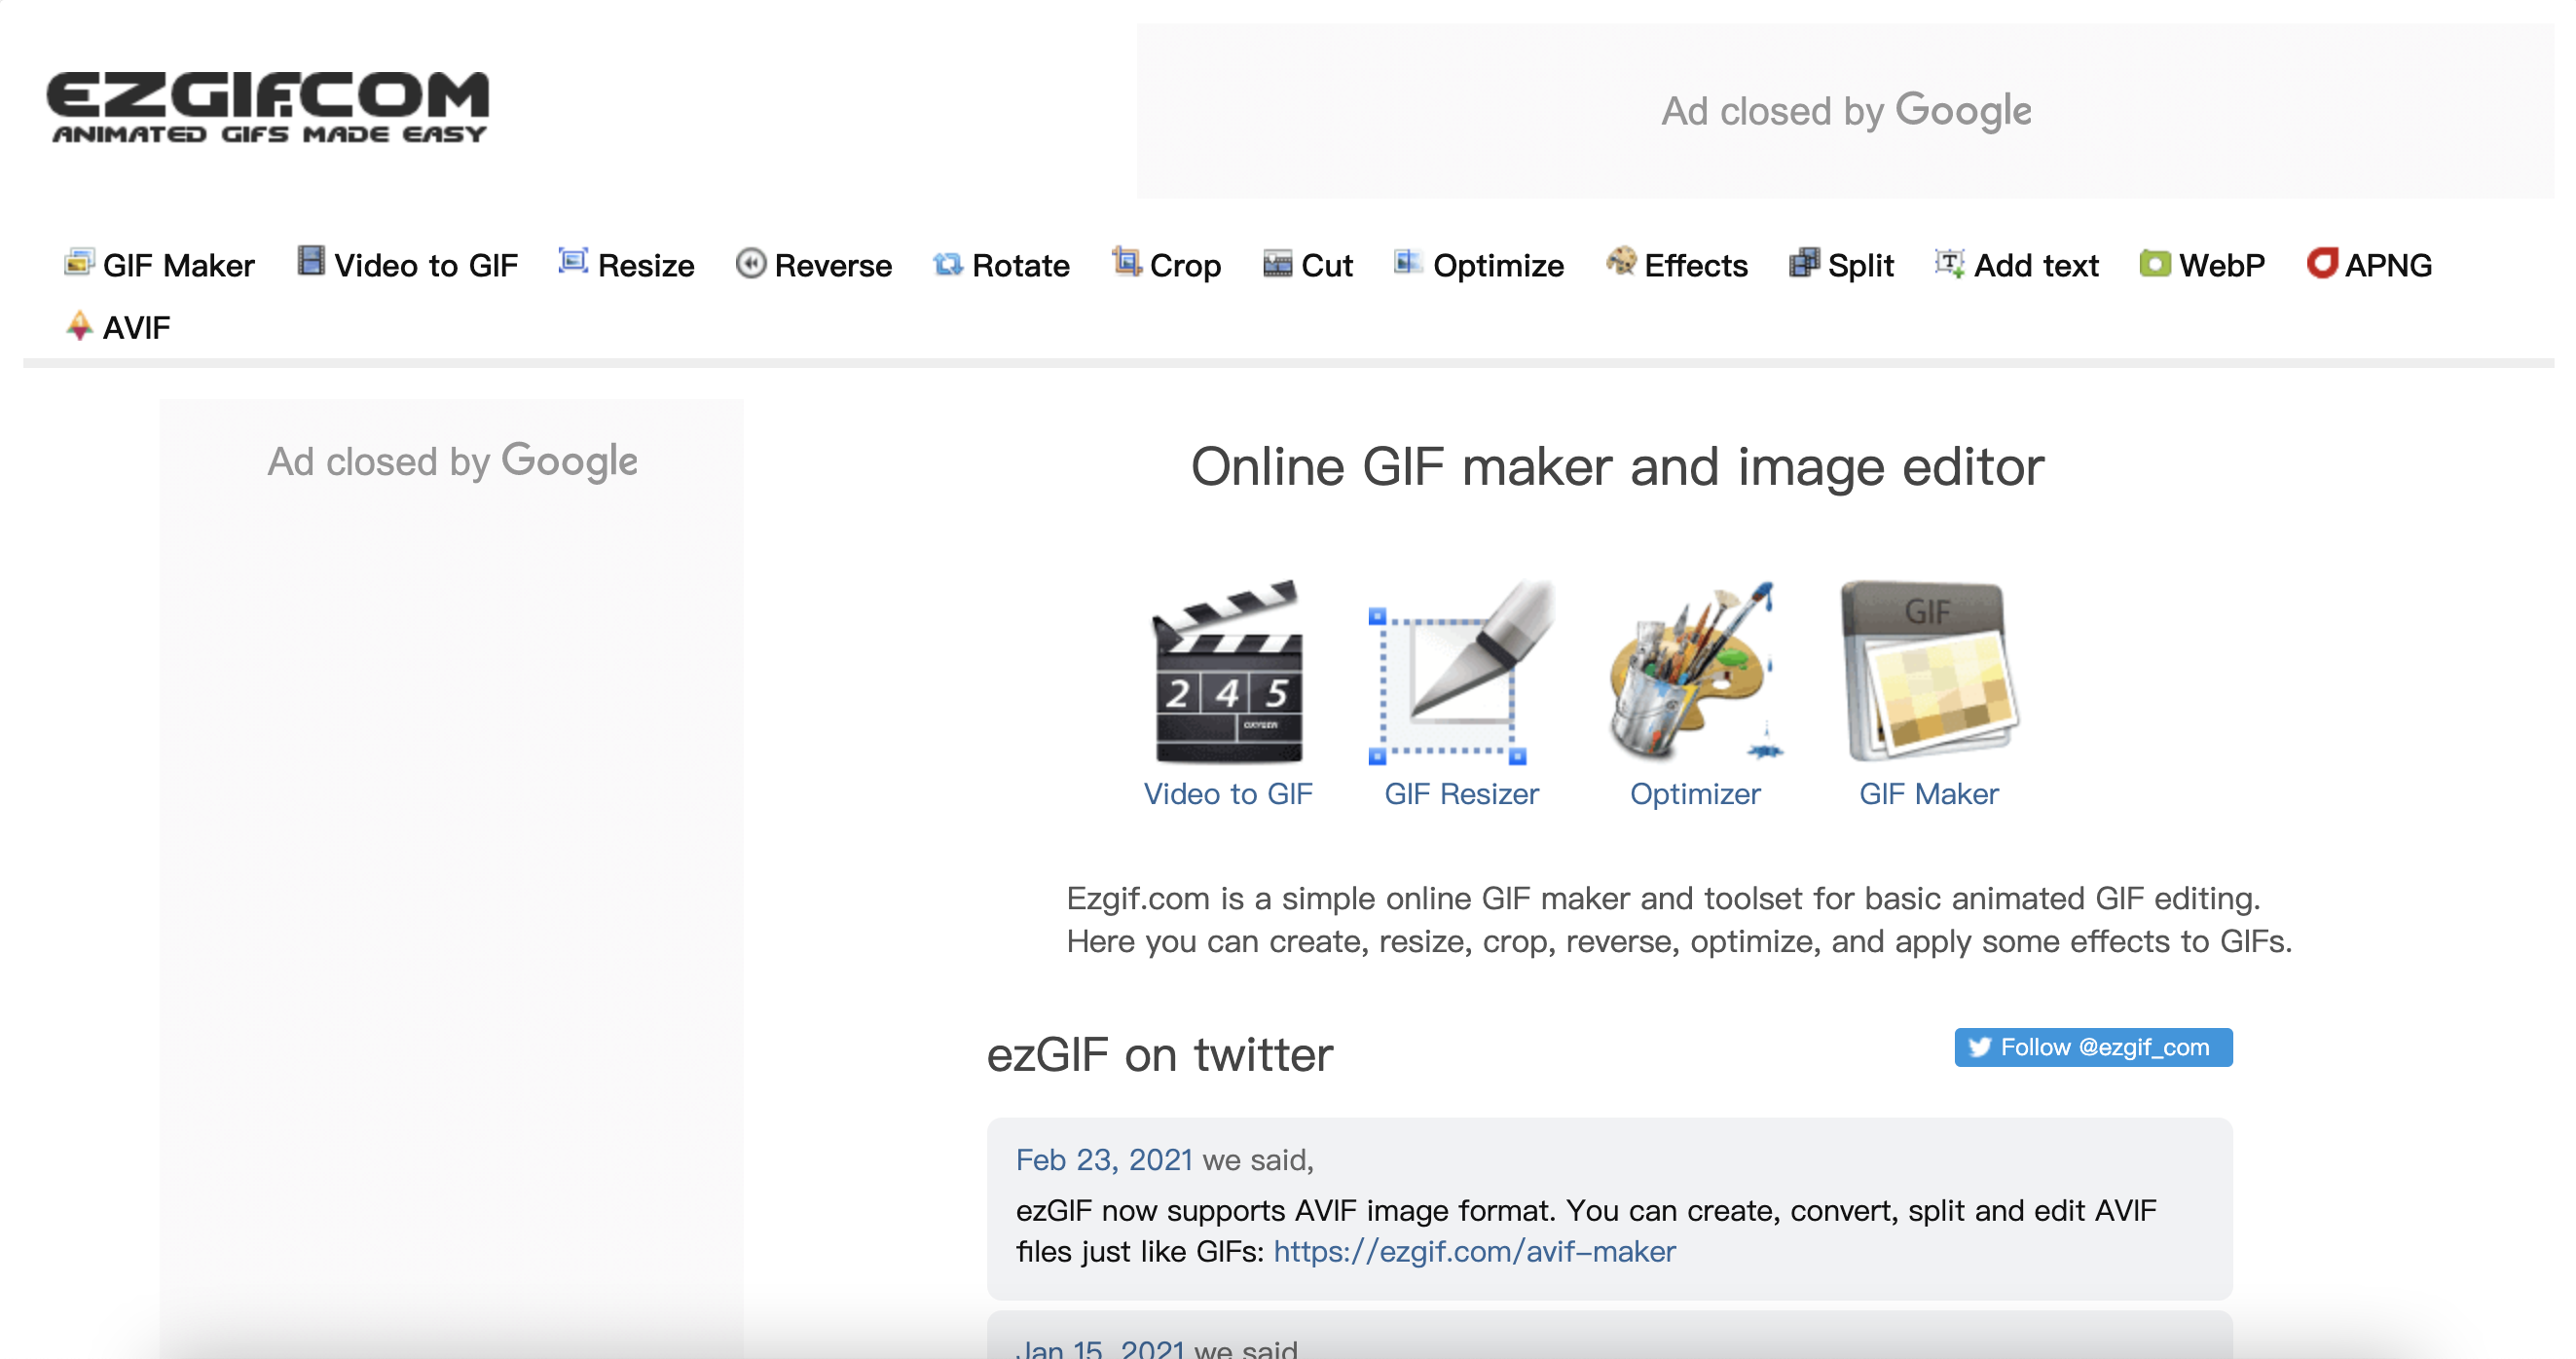 EZGIF.COM
ANIMATED GIFS MADE EASY
Ad closed by Google
GIF Maker Video to GIF Resize Reverse Rotate Crop Cut Optimize Effects Split Add text WebP APNG
AVIF
Ad closed by Google
Online GIF maker and image editor
GIF
2 4 5
OXYGEN
Video to GIF GIF Resizer Optimizer GIF Maker
Ezgif.com is a simple online GIF maker and toolset for basic animated GIF editing.
Here you can create, resize, crop, reverse, optimize, and apply some effects to GIFs.
ezGIF on twitter
Follow @ezgif_com
Feb 23, 2021 we said,
ezGIF now supports AVIF image format. You can create, convert, split and edit AVIF
files just like GIFs: https://ezgif.com/avif-maker
Jan 15, 2021 we said